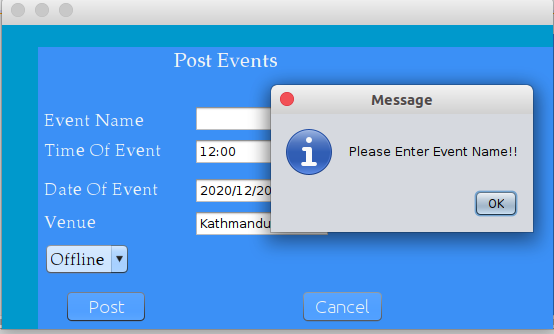 Post Events
Message
Please Enter Event Name!!
OK
Event Name
Time Of Event 12:00
Date Of Event 2020/12/20
Venue Kathmandu
Offline
Post Cancel